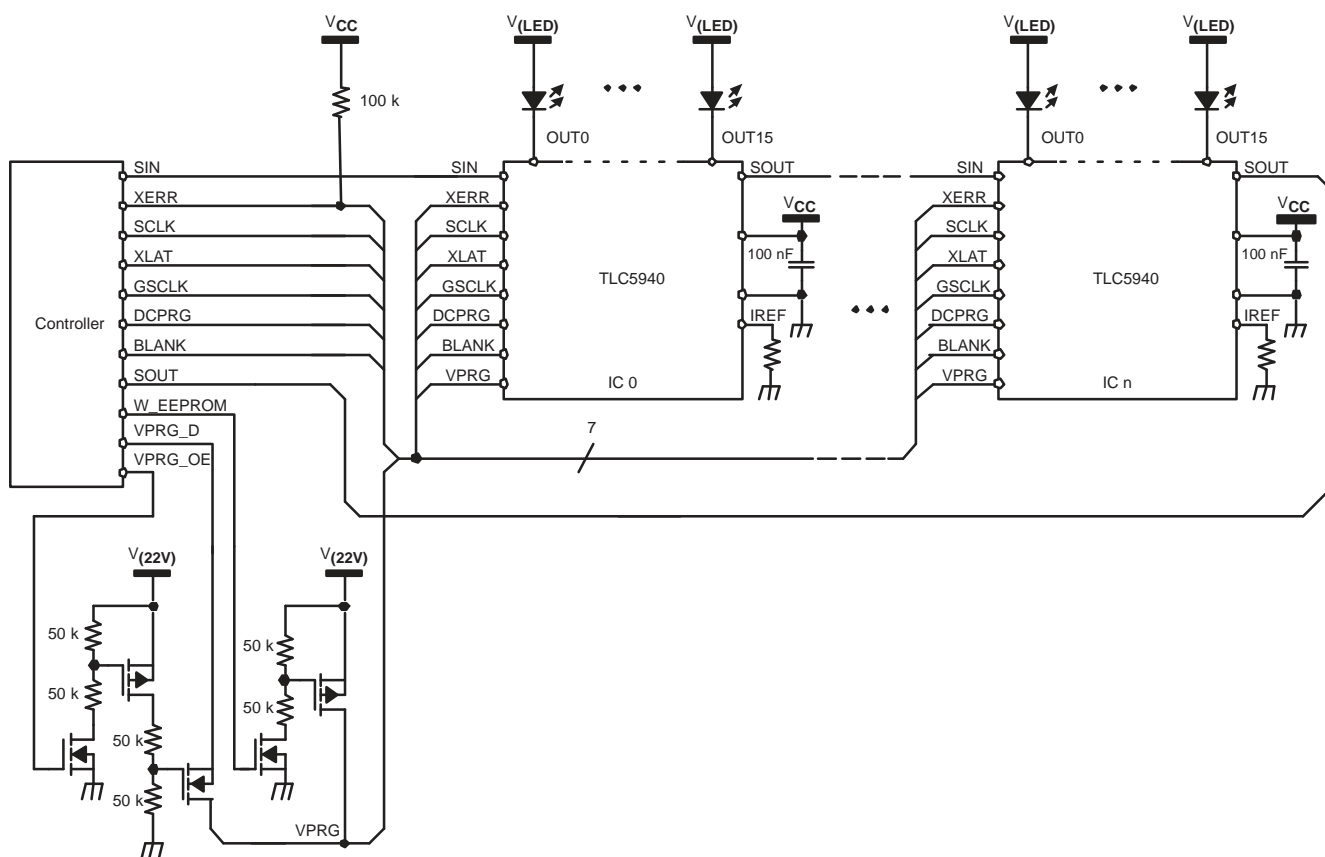 VCC
V(LED)
V(LED)
V(LED)
V(LED)
100 k
OUT0
OUT15
OUT0
OUT15
SIN
SIN
SOUT
SIN
SOUT
XERR
XERR
VCC
XERR
VCC
SCLK
SCLK
SCLK
100 nF
100 nF
XLAT
XLAT
XLAT
TLC5940
TLC5940
GSCLK
GSCLK
GSCLK
Controller
DCPRG
DCPRG
IREF
DCPRG
IREF
BLANK
BLANK
BLANK
SOUT
VPRG
IC 0
VPRG
IC n
W_EEPROM
VPRG_D
VPRG_OE
7
V(22V)
V(22V)
50 k
50 k
50 k
50 k
50 k
50 k
VPRG